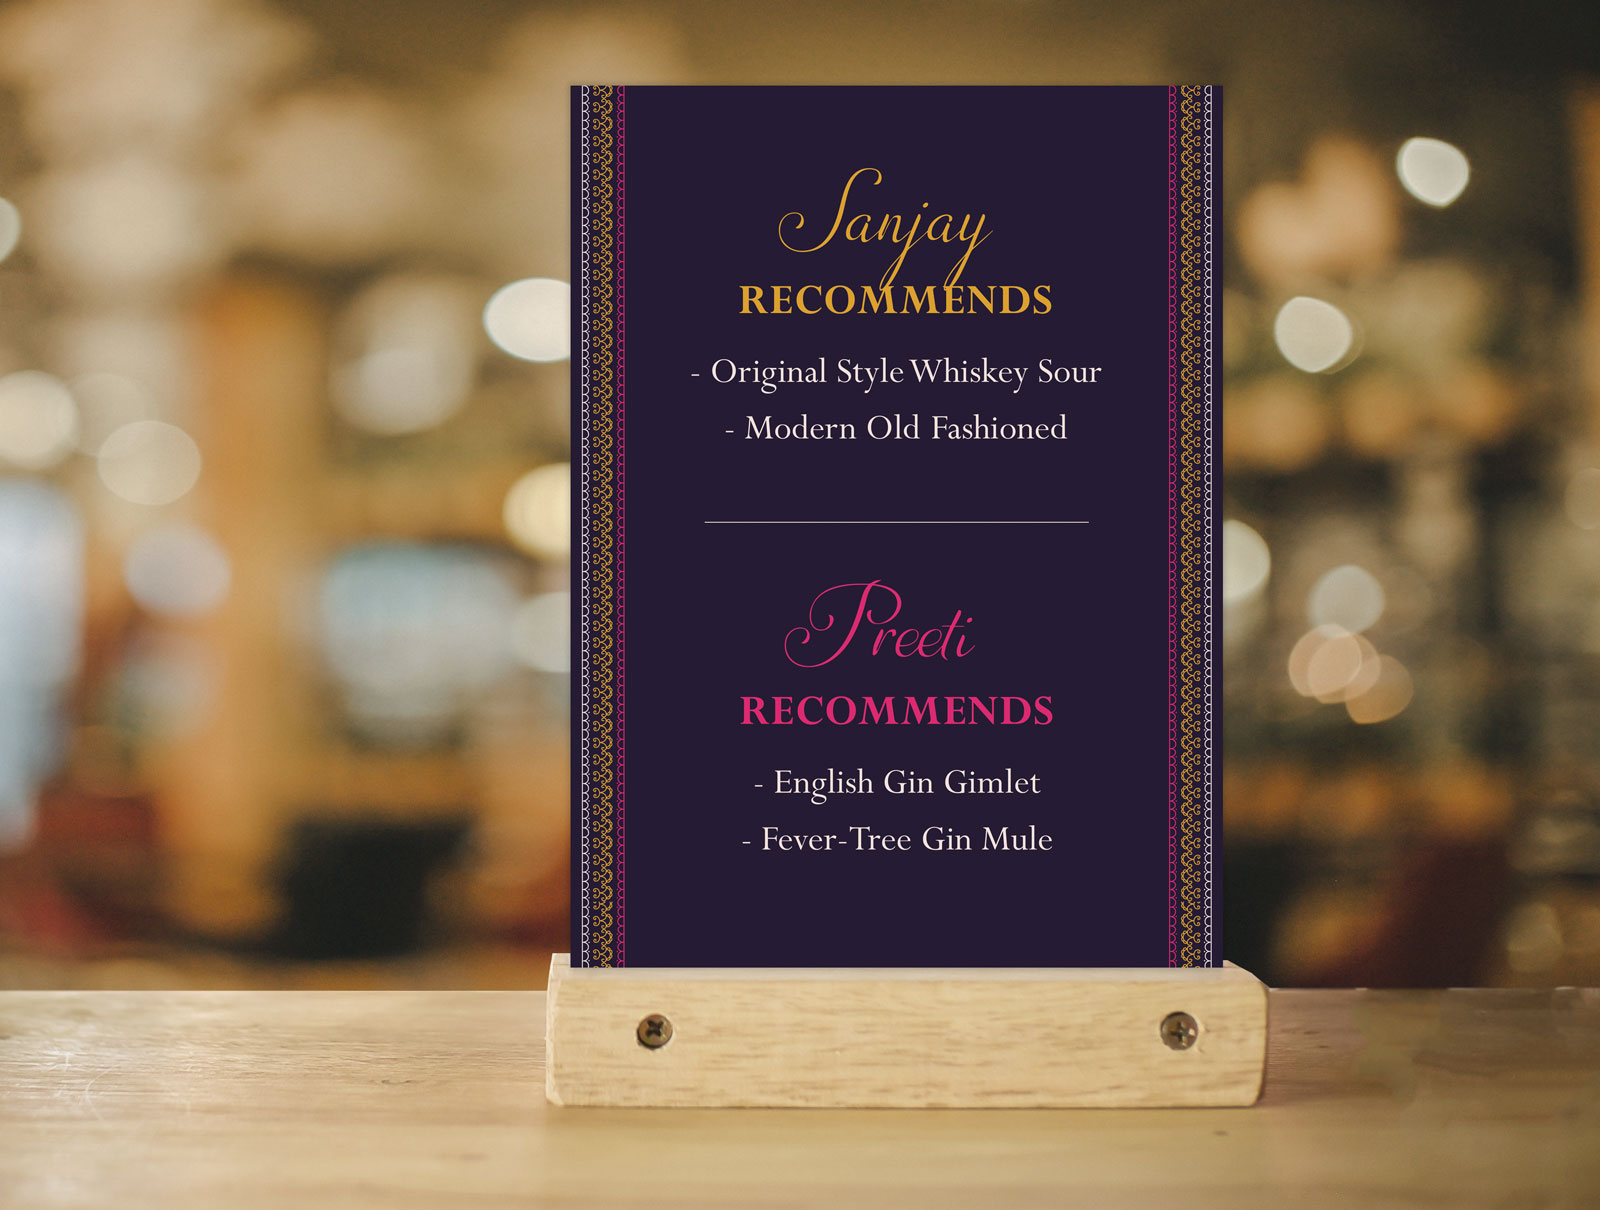 Sanjay
RECOMMENDS
- Original Style Whiskey Sour
- Modern Old Fashioned
Preeti
RECOMMENDS
- English Gin Gimlet
- Fever-Tree Gin Mule